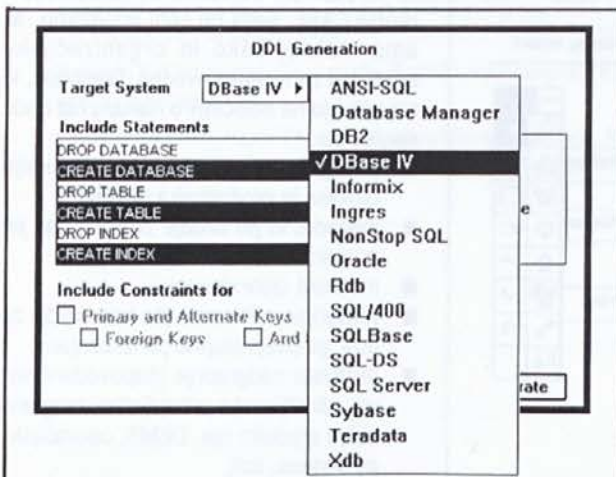 DDL Generation
Target System
DBase IV
Include Statements
DROP DATABASE
CREATE DATABASE
DROP TABLE
CREATE TABLE
DROP INDEX
CREATE INDEX
Include Constraints for
Primary and Alternate Keys
Foreign Keys
And
ANSI-SQL
Database Manager
DB2
✓DBase IV
Informix
Ingres
NonStop SQL
Oracle
Rdb
SQL/400
SQLBase
SQL-DS
SQL Server
Sybase
Teradata
Xdb
e
rate